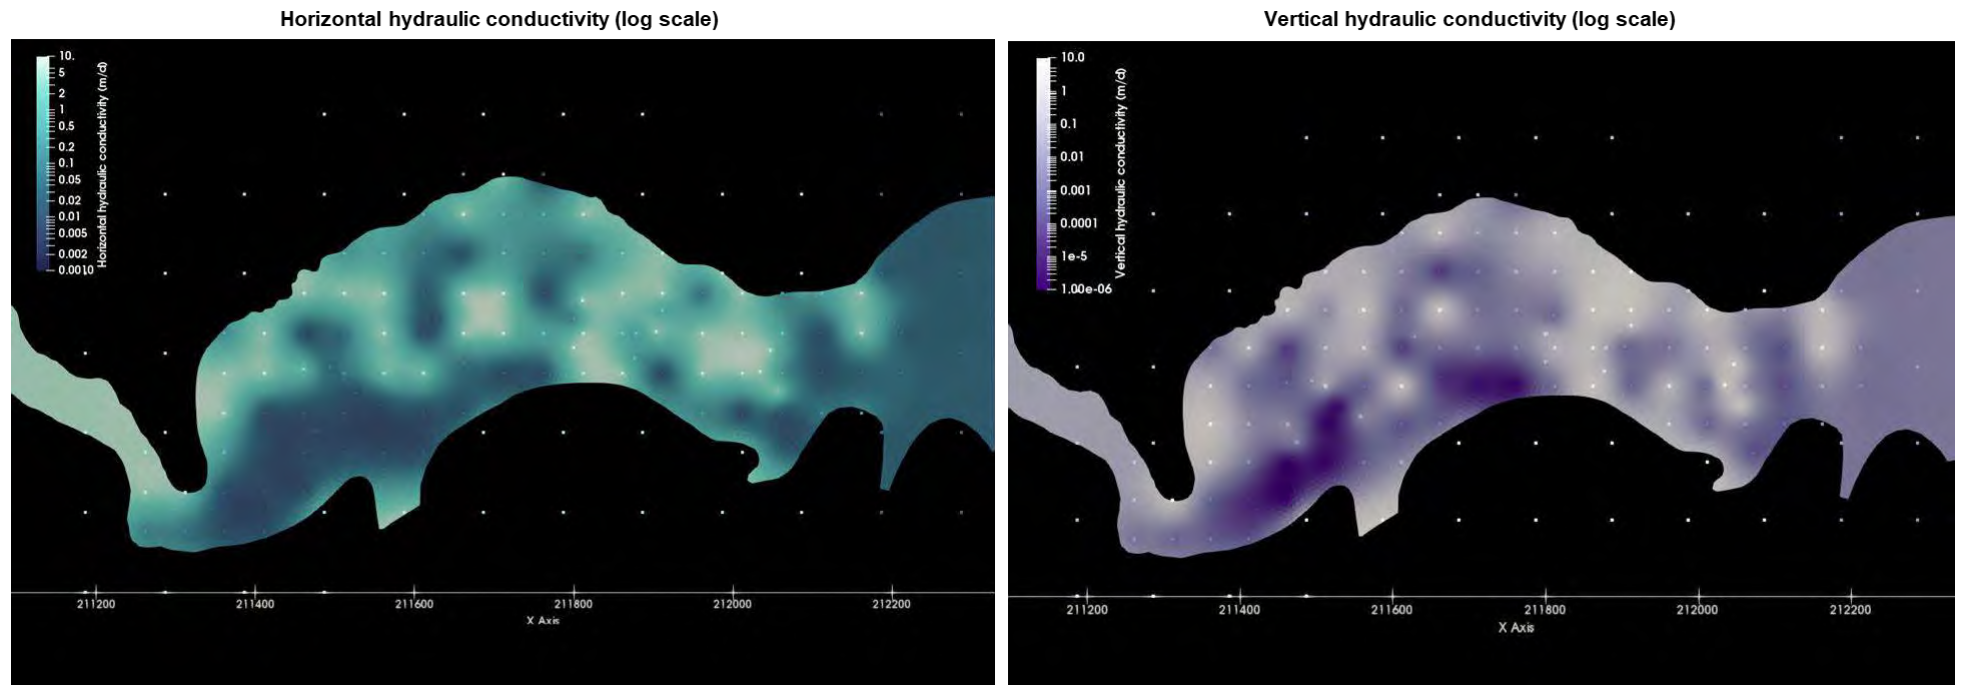 Horizontal hydraulic conductivity (log scale)
10.
5
2
1
0.5
0.2
0.1
0.05
0.02
0.01
0.005
0.002
0.0010
Horizontal hydraulic conductivity (m/d)
211200 211400 211600 211800 212000 212200
X Axis
Vertical hydraulic conductivity (log scale)
10.0
1
0.1
0.01
0.001
0.0001
1e-5
1.00e-06
Vertical hydraulic conductivity (m/d)
211200 211400 211600 211800 212000 212200
X Axis